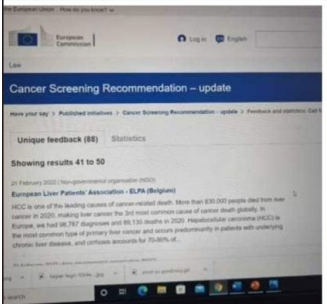 the European Union How do you know?
European
Commission
Log in
English
Law
Cancer Screening Recommendation – update
Have your say > Published initiatives > Cancer Screening Recommendation - update > Feedback and statistics:
Unique feedback (88) Statistics
Showing results 41 to 50
21 February 2022 | Non-governmental organisation (NGO)
European Liver Patients' Association - ELPA (Belgium)
HCC is one of the leading causes of cancer-related death. More than 830,000 people died from liver
cancer in 2020, making liver cancer the 3rd most common cause of cancer death globally. In
Europe, we had 98,787 diagnoses and 89,130 deaths in 2020. Hepatocellular carcinoma (HCC) is
the most common type of primary liver cancer and occurs predominantly in patients with underlying
chronic liver disease, and cirrhosis accounts for 70-90% of...
search